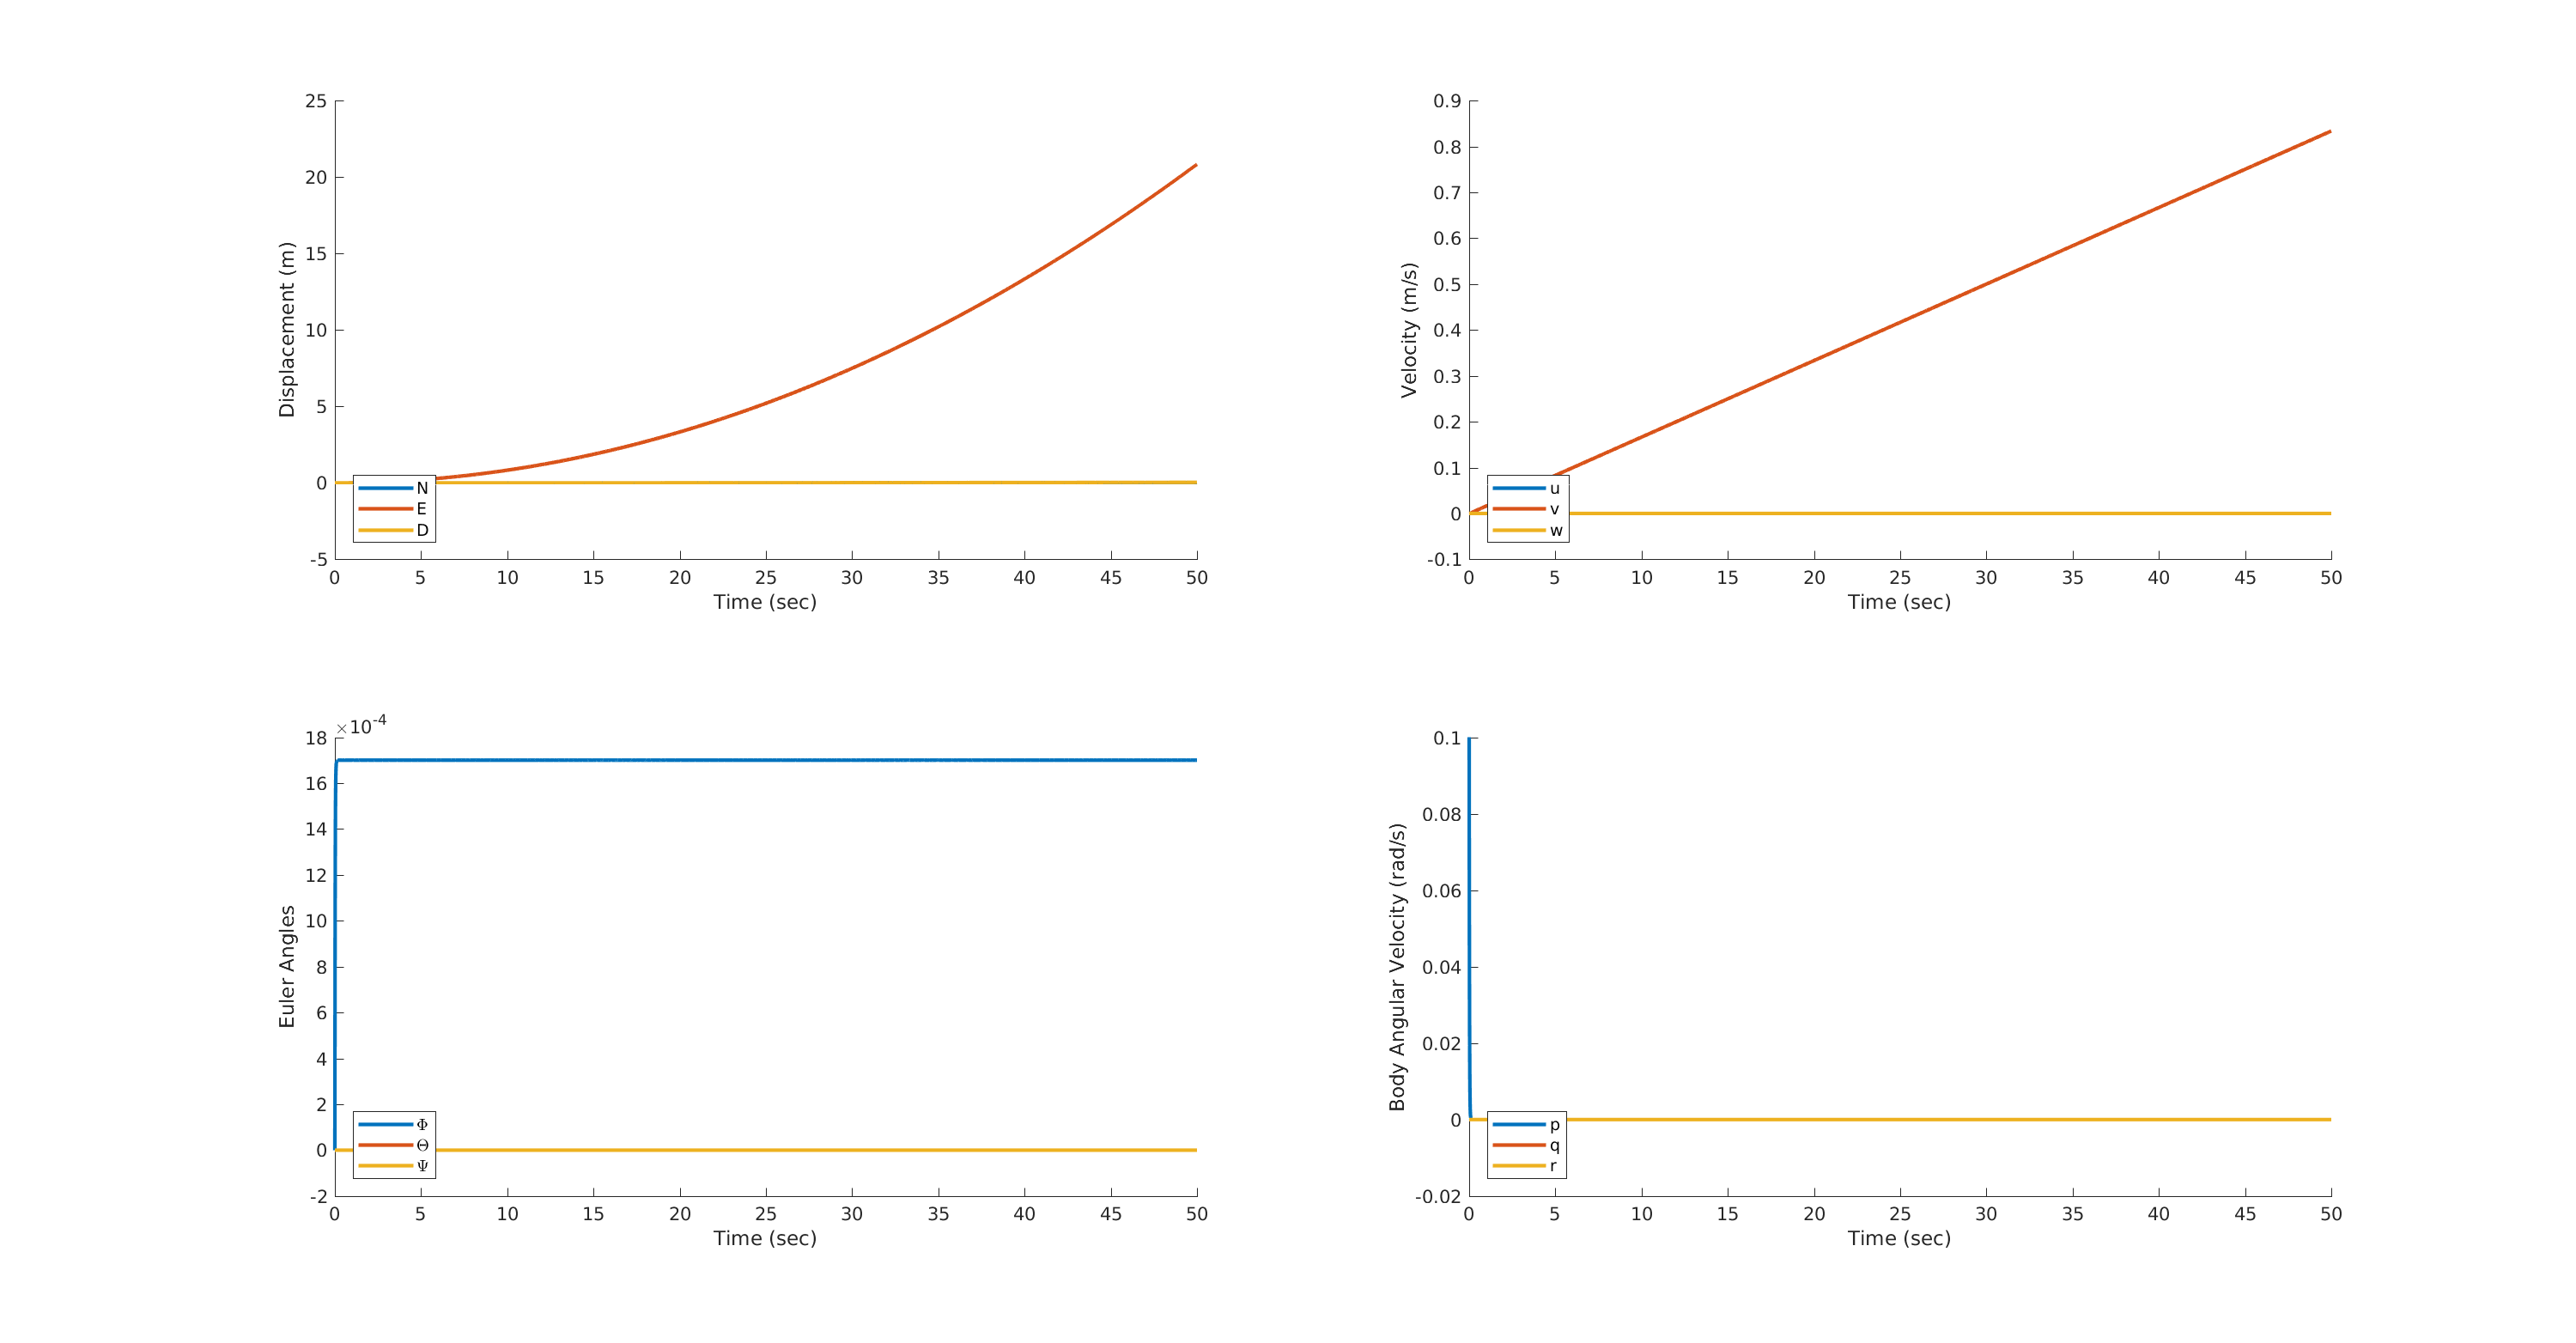 25
20
15
10
5
0
-5
Displacement (m)
N
E
D
0 5 10 15 20 25 30 35 40 45 50
Time (sec)
0.9
0.8
0.7
0.6
0.5
0.4
0.3
0.2
0.1
0
-0.1
Velocity (m/s)
u
v
w
0 5 10 15 20 25 30 35 40 45 50
Time (sec)
×10-4
18
16
14
12
10
8
6
4
2
0
-2
Euler Angles
Φ
Θ
Ψ
0 5 10 15 20 25 30 35 40 45 50
Time (sec)
0.1
0.08
0.06
0.04
0.02
0
-0.02
Body Angular Velocity (rad/s)
p
q
r
0 5 10 15 20 25 30 35 40 45 50
Time (sec)